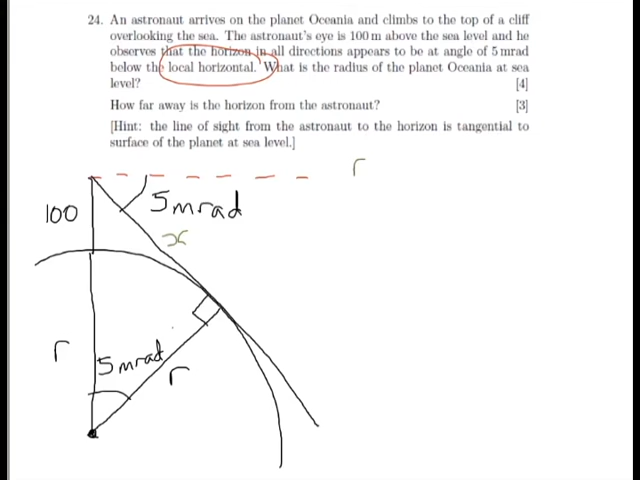 24. An astronaut arrives on the planet Oceania and climbs to the top of a cliff
overlooking the sea. The astronaut's eye is 100 m above the sea level and he
observes that the horizon in all directions appears to be at angle of 5 mrad
below the local horizontal. What is the radius of the planet Oceania at sea
level? [4]
How far away is the horizon from the astronaut? [3]
[Hint: the line of sight from the astronaut to the horizon is tangential to
surface of the planet at sea level.]
r
5mrad
100
x
r
5mrad
r